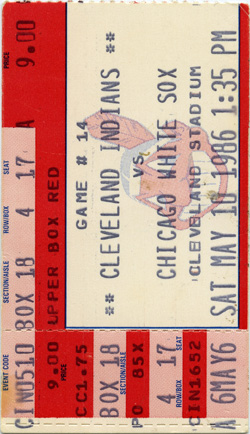 PRICE
9.00
A
SEAT
17
ROW/BOX
4
SECTION/AISLE
BOX 18
EVENT CODE
CIN0510
UPPER BOX RED
GAME # 14
** CLEVELAND INDIANS **
VS.
CHICAGO WHITE SOX
CLEVELAND STADIUM
SAT MAY 10 1986 1:35 PM
PRICE
9.00
CC1.75
SECTION/AISLE
BOX 18
PO 85X
ROW/BOX
4
SEAT
17
CIN1652
A 6MAY6